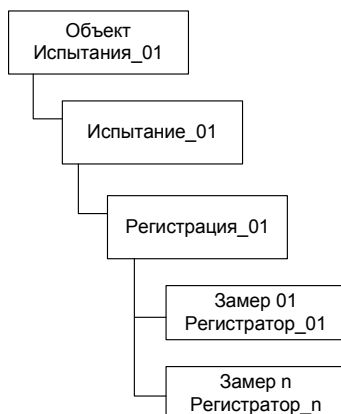 Объект
Испытания_01
Испытание_01
Регистрация_01
Замер 01
Регистратор_01
Замер n
Регистратор_n